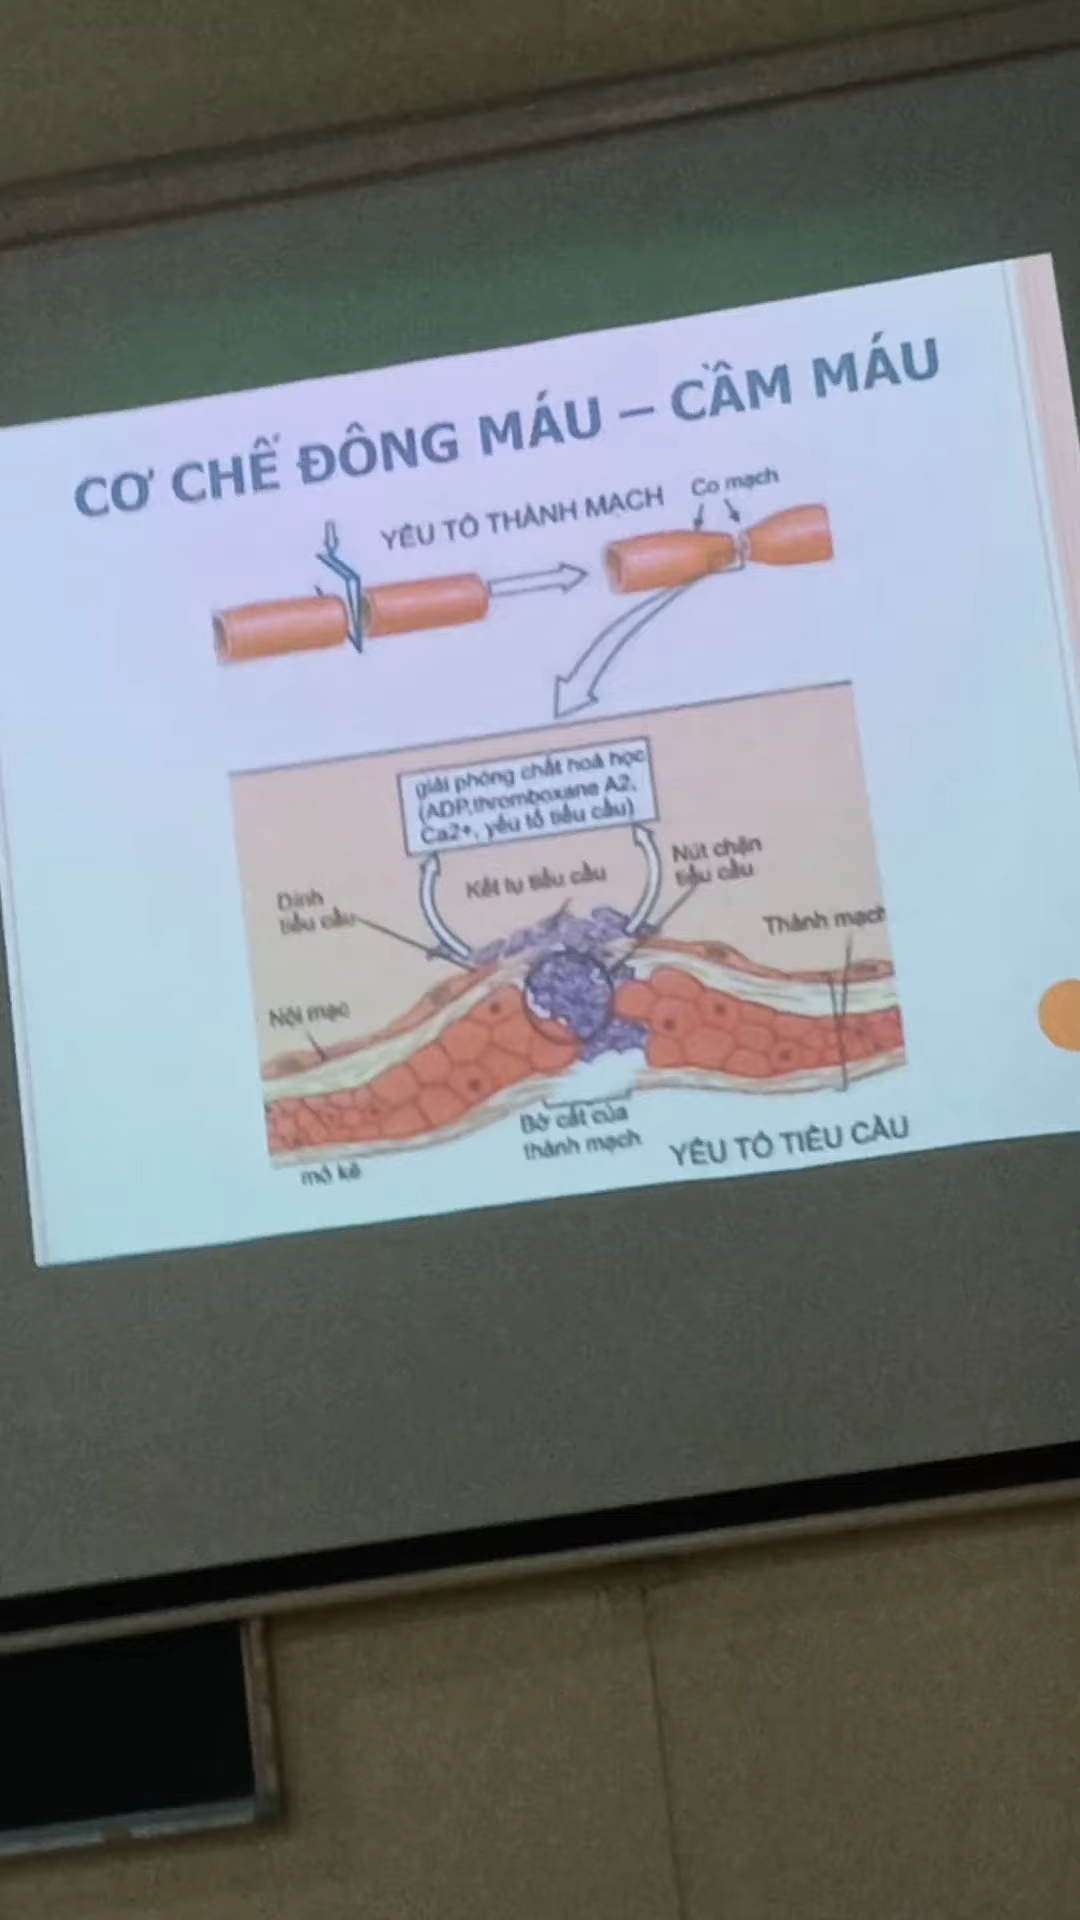 CƠ CHẾ ĐÔNG MÁU – CẦM MÁU
YẾU TỐ THÀNH MẠCH
Co mạch
giải phóng chất hoá học
(ADP,thromboxane A2,
Ca2+, yếu tố tiểu cầu)
Dính
tiểu cầu
Kết tụ tiểu cầu
Nút chặn
tiểu cầu
Thành mạch
Nội mạc
Bờ cắt của
thành mạch
mô kẽ
YẾU TỐ TIỂU CẦU